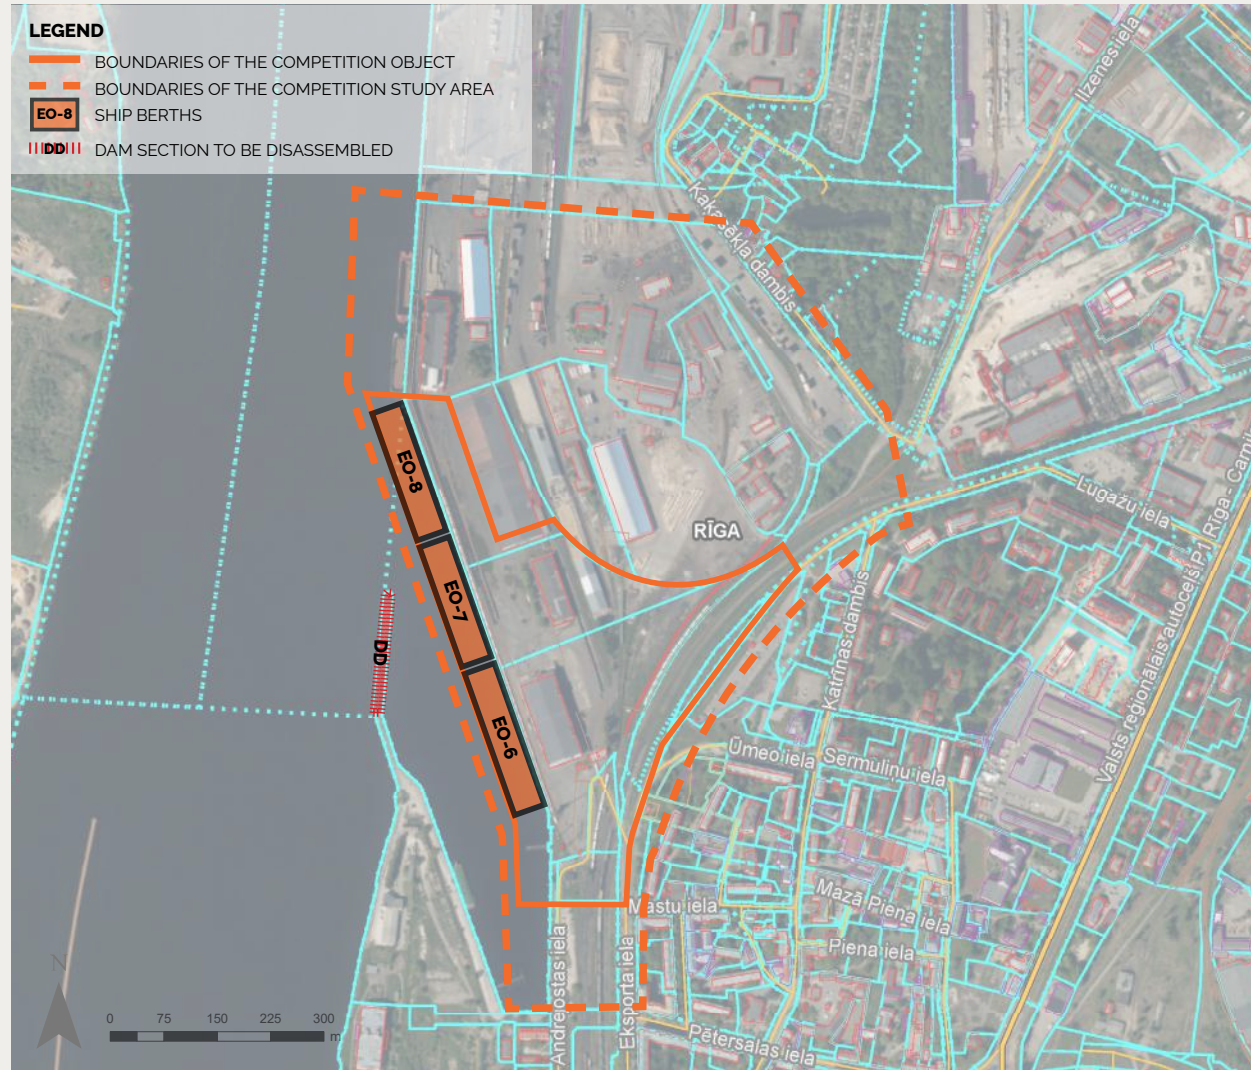 LEGEND
BOUNDARIES OF THE COMPETITION OBJECT
BOUNDARIES OF THE COMPETITION STUDY AREA
EO-8 SHIP BERTHS
DD DAM SECTION TO BE DISASSEMBLED
Ilzenes iela
Kakasēkļa dambis
EO-8
RĪGA
Lugažu iela
EO-7
Katrīnas dambis
Valsts reģionālais autoceļš P1 Rīga - Carni
DD
EO-6
Ūmeo iela
Sermuliņu iela
Mastu iela
Mazā Piena iela
Piena iela
Andrejostas iela
Eksporta iela
Pētersalas iela
N
0 75 150 225 300
m